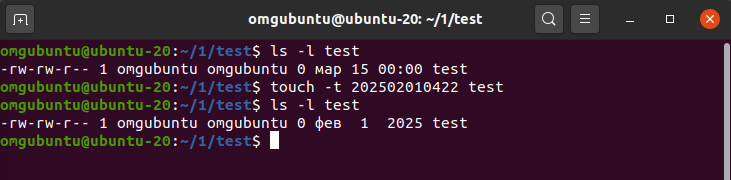 omgubuntu@ubuntu-20: ~/1/test
omgubuntu@ubuntu-20:~/1/test$ ls -l test
-rw-rw-r-- 1 omgubuntu omgubuntu 0 мар 15 00:00 test
omgubuntu@ubuntu-20:~/1/test$ touch -t 202502010422 test
omgubuntu@ubuntu-20:~/1/test$ ls -l test
-rw-rw-r-- 1 omgubuntu omgubuntu 0 фев  1  2025 test
omgubuntu@ubuntu-20:~/1/test$